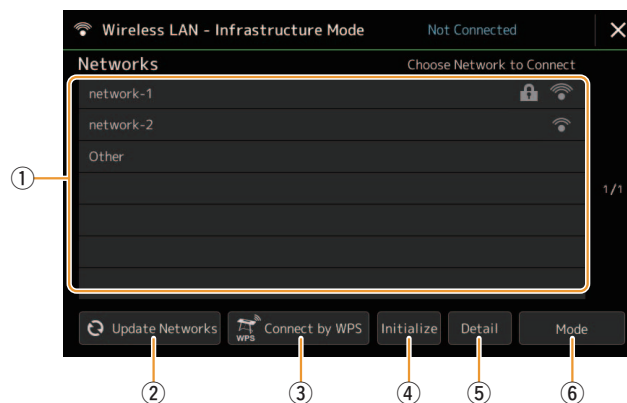 Wireless LAN - Infrastructure Mode Not Connected
Networks Choose Network to Connect
network-1
network-2
Other
① 1/1
Update Networks WPS Connect by WPS Initialize Detail Mode
② ③ ④ ⑤ ⑥